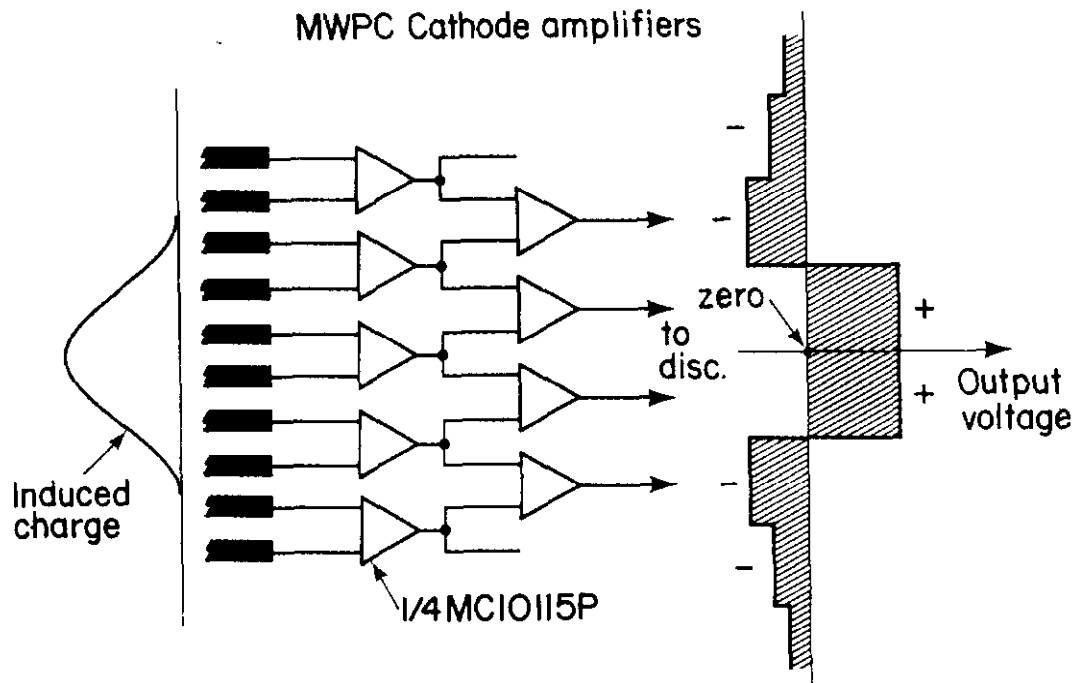 MWPC Cathode amplifiers
−
−
zero
+
to
disc.
+
Output
voltage
−
Induced
charge
−
1/4 MC10115P